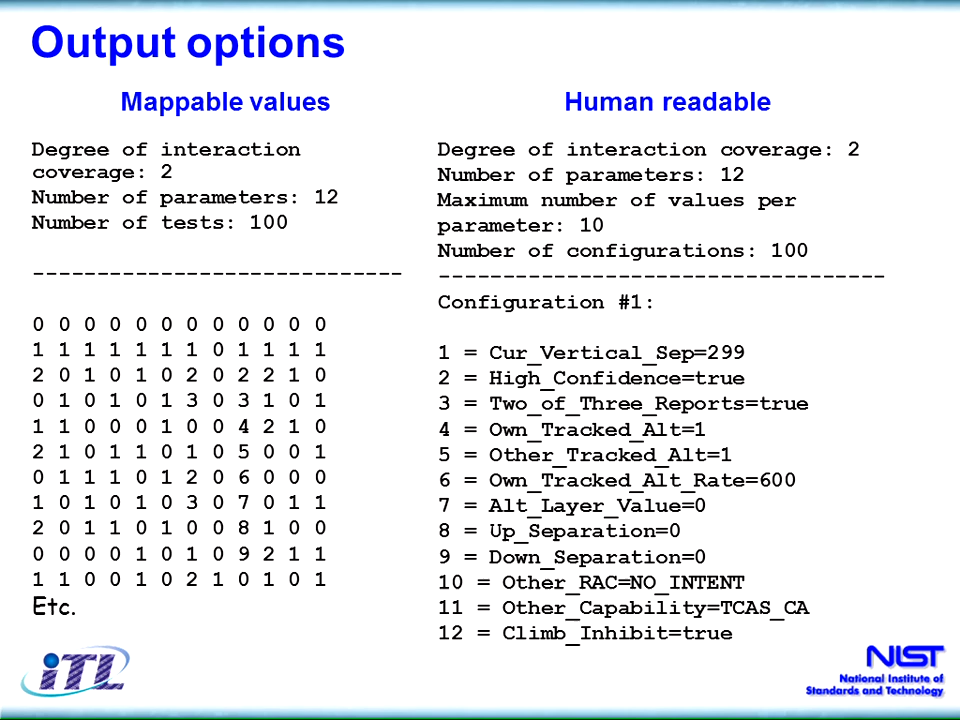 Output options
Mappable values
Degree of interaction
coverage: 2
Number of parameters: 12
Number of tests: 100
-----------------------------
0 0 0 0 0 0 0 0 0 0 0 0
1 1 1 1 1 1 1 0 1 1 1 1
2 0 1 0 1 0 2 0 2 2 1 0
0 1 0 1 0 1 3 0 3 1 0 1
1 1 0 0 0 1 0 0 4 2 1 0
2 1 0 1 1 0 1 0 5 0 0 1
0 1 1 1 0 1 2 0 6 0 0 0
1 0 1 0 1 0 3 0 7 0 1 1
2 0 1 1 0 1 0 0 8 1 0 0
0 0 0 0 1 0 1 0 9 2 1 1
1 1 0 0 1 0 2 1 0 1 0 1
Etc.
Human readable
Degree of interaction coverage: 2
Number of parameters: 12
Maximum number of values per
parameter: 10
Number of configurations: 100
-----------------------------------
Configuration #1:
1 = Cur_Vertical_Sep=299
2 = High_Confidence=true
3 = Two_of_Three_Reports=true
4 = Own_Tracked_Alt=1
5 = Other_Tracked_Alt=1
6 = Own_Tracked_Alt_Rate=600
7 = Alt_Layer_Value=0
8 = Up_Separation=0
9 = Down_Separation=0
10 = Other_RAC=NO_INTENT
11 = Other_Capability=TCAS_CA
12 = Climb_Inhibit=true
iTL
NIST
National Institute of
Standards and Technology